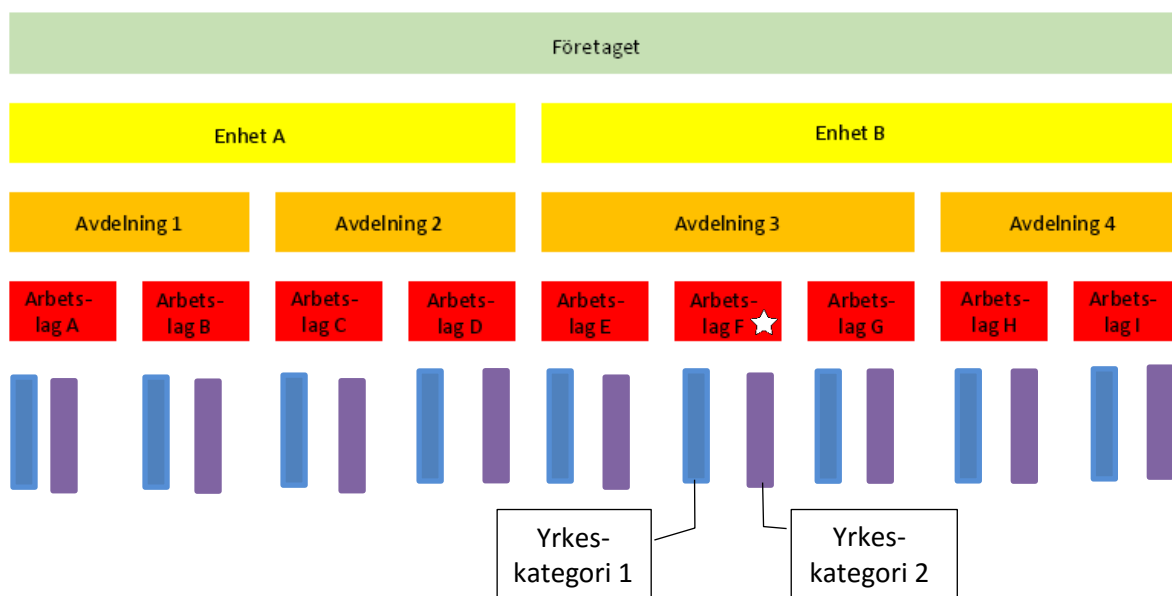 Företaget
Enhet A
Enhet B
Avdelning 1
Avdelning 2
Avdelning 3
Avdelning 4
Arbets-
lag A
Arbets-
lag B
Arbets-
lag C
Arbets-
lag D
Arbets-
lag E
Arbets-
lag F
Arbets-
lag G
Arbets-
lag H
Arbets-
lag I
Yrkes-
kategori 1
Yrkes-
kategori 2